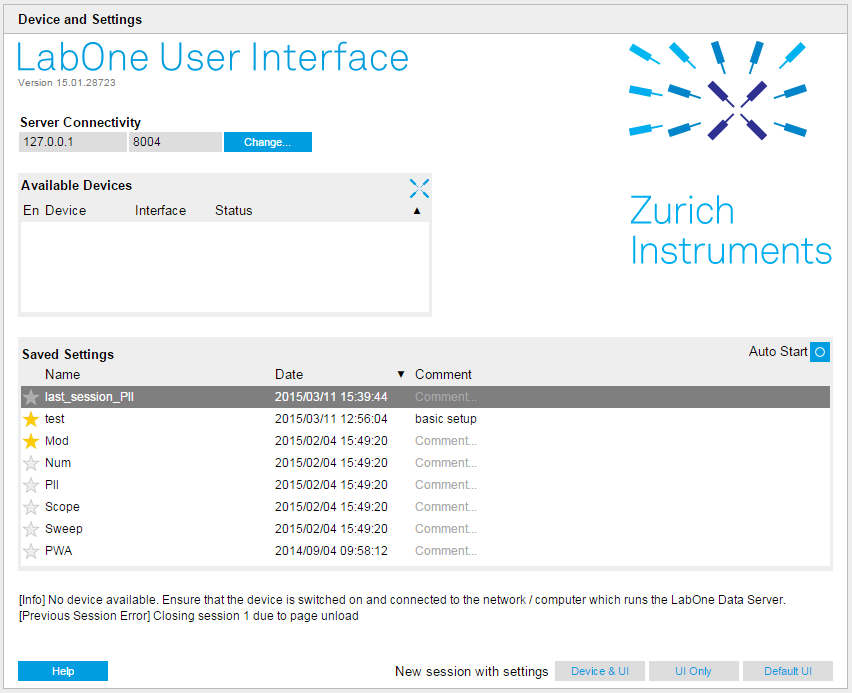 Device and Settings
LabOne User Interface
Version 15.01.28723
Server Connectivity
127.0.0.1 8004 Change...
Available Devices
En Device Interface Status ▲
Zurich
Instruments
Saved Settings Auto Start
Name Date ▼ Comment
last_session_Pll 2015/03/11 15:39:44 Comment...
test 2015/03/11 12:56:04 basic setup
Mod 2015/02/04 15:49:20 Comment...
Num 2015/02/04 15:49:20 Comment...
Pll 2015/02/04 15:49:20 Comment...
Scope 2015/02/04 15:49:20 Comment...
Sweep 2015/02/04 15:49:20 Comment...
PWA 2014/09/04 09:58:12 Comment...
[Info] No device available. Ensure that the device is switched on and connected to the network / computer which runs the LabOne Data Server.
[Previous Session Error] Closing session 1 due to page unload
Help New session with settings Device & UI UI Only Default UI